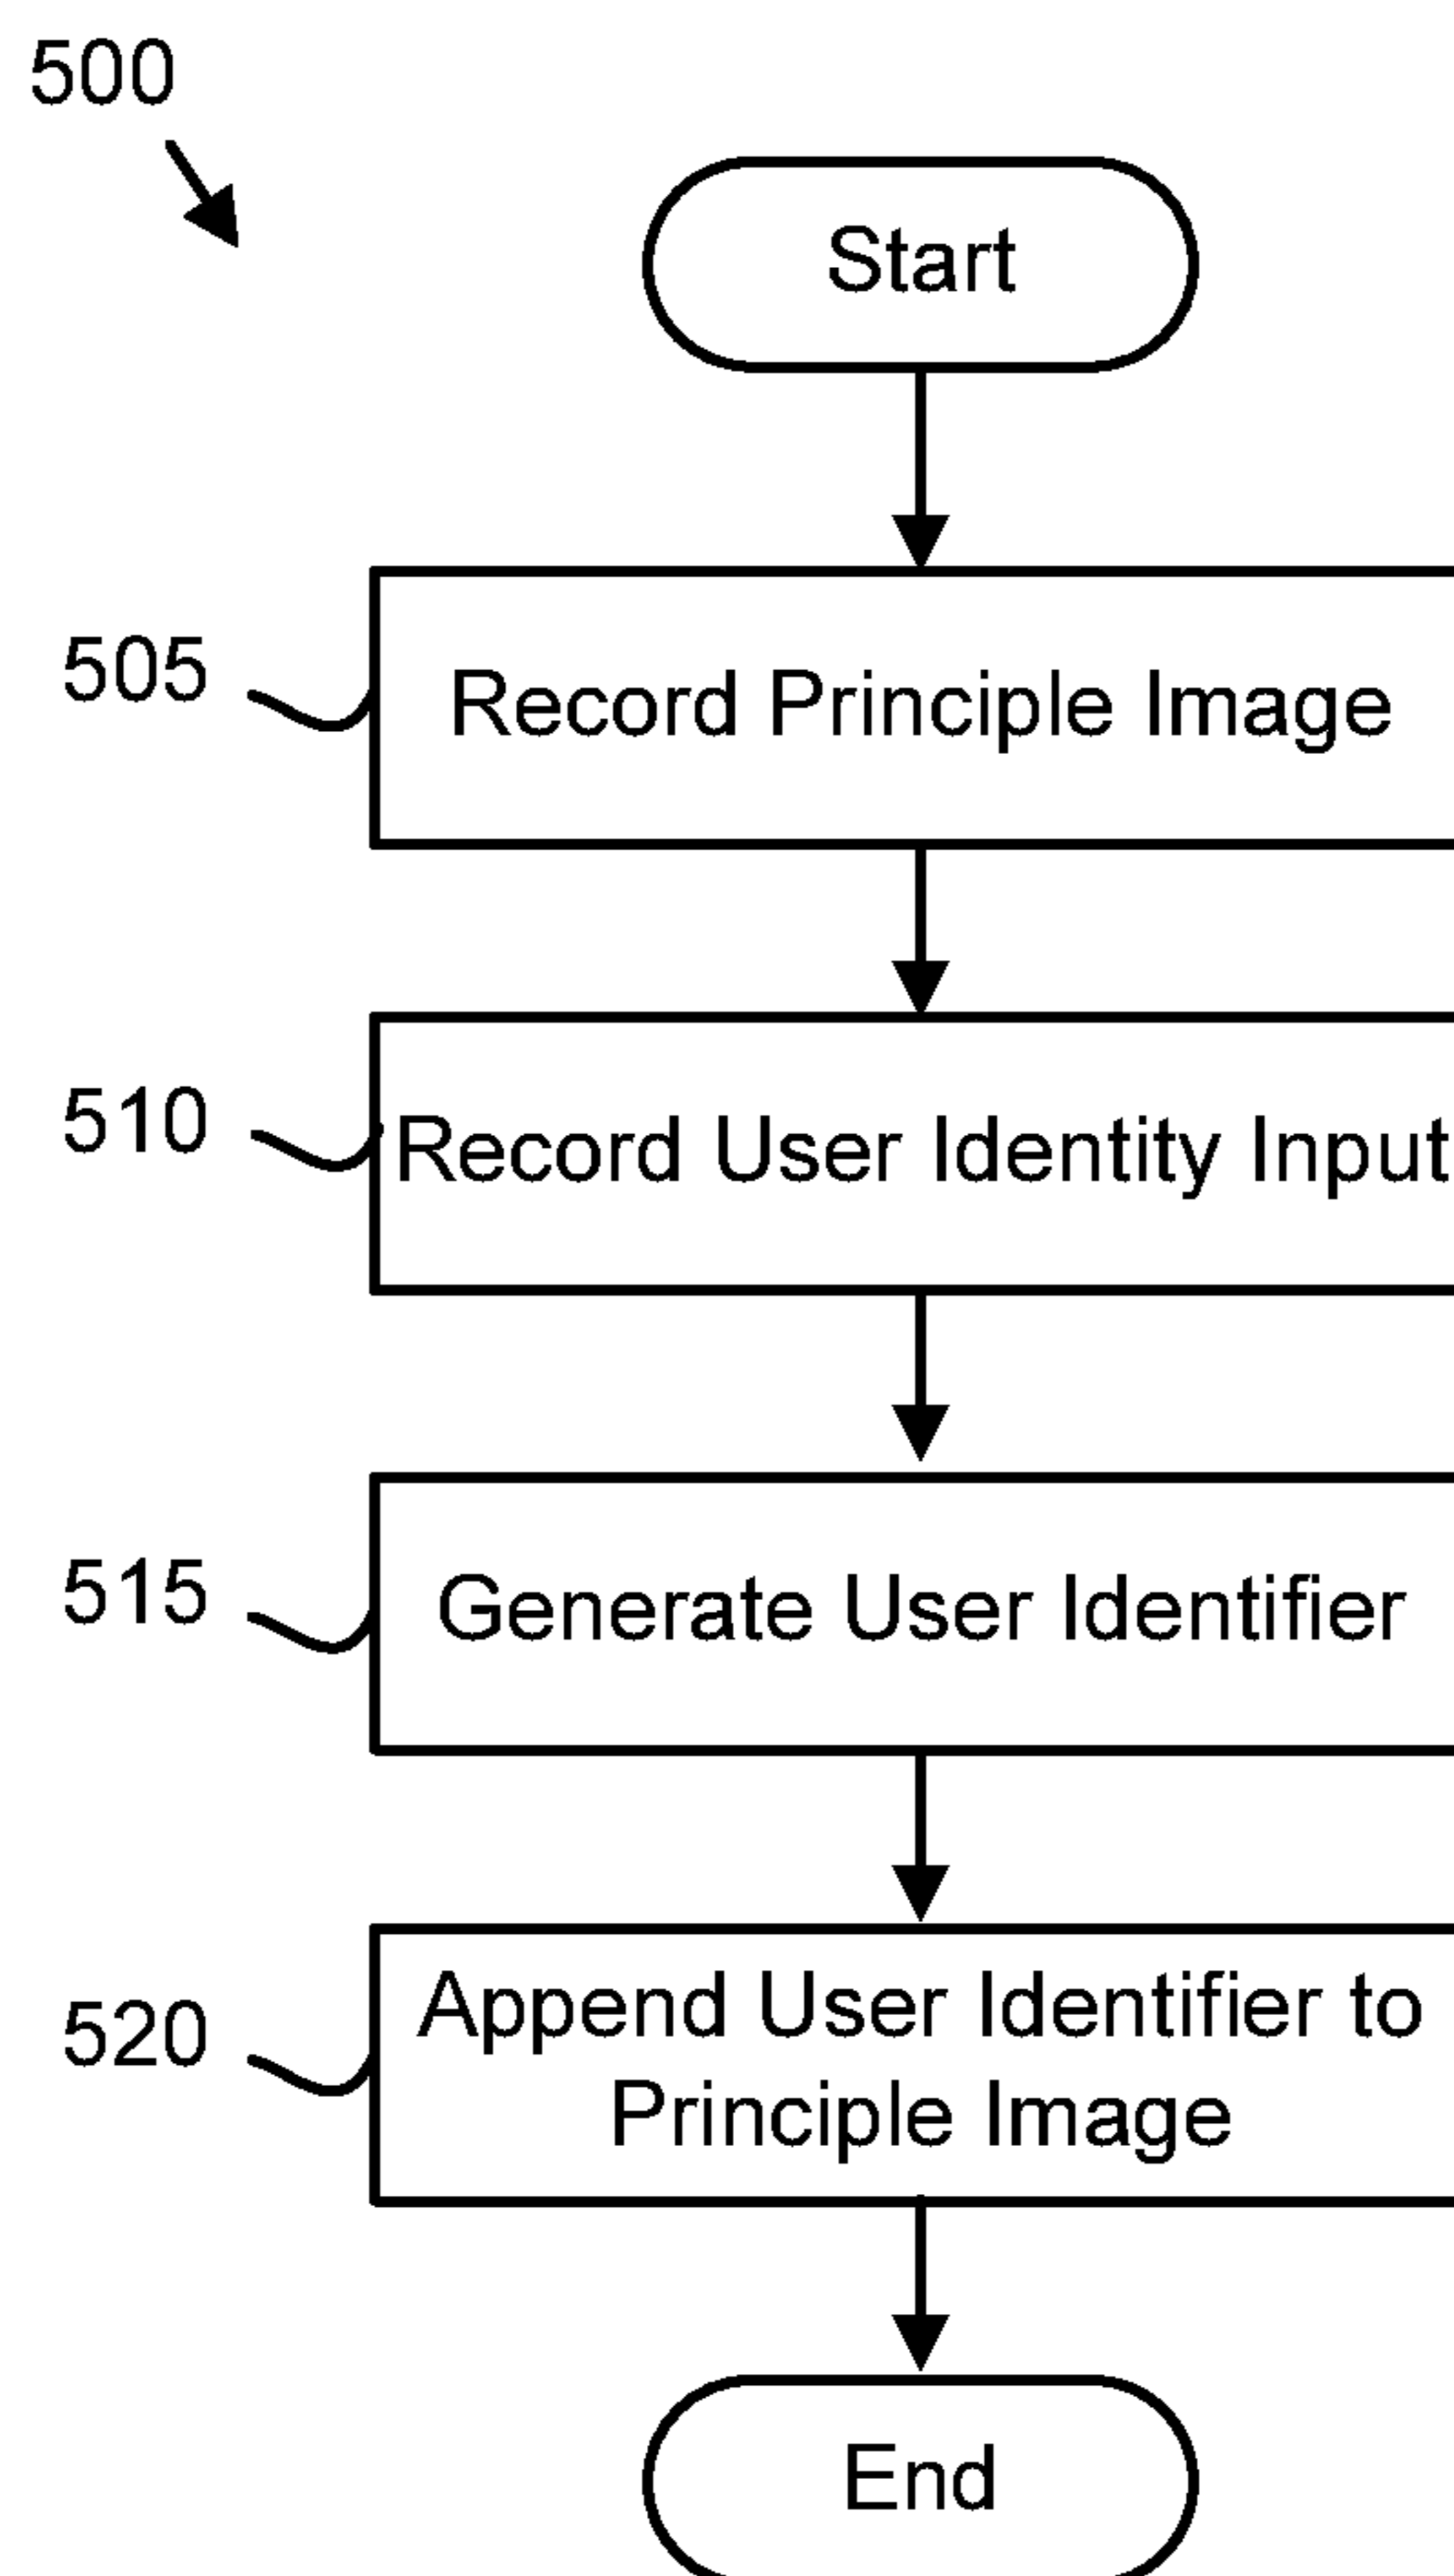 500
Start
505
Record Principle Image
510
Record User Identity Input
515
Generate User Identifier
520
Append User Identifier to
Principle Image
End